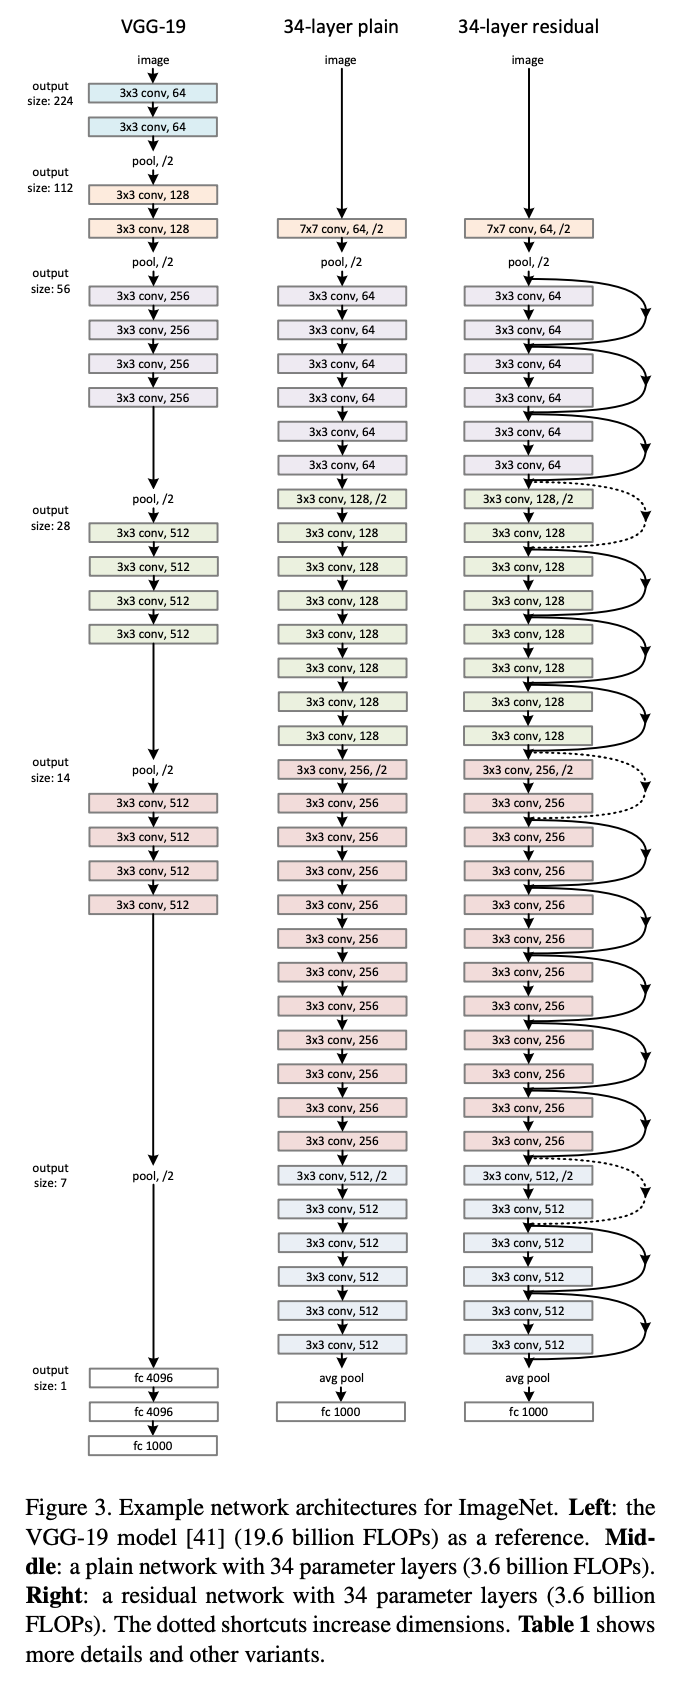 output
size: 224
output
size: 112
output
size: 56
output
size: 28
output
size: 14
output
size: 7
output
size: 1
VGG-19
image
3x3 conv, 64
3x3 conv, 64
pool, /2
3x3 conv, 128
3x3 conv, 128
pool, /2
3x3 conv, 256
3x3 conv, 256
3x3 conv, 256
3x3 conv, 256
pool, /2
3x3 conv, 512
3x3 conv, 512
3x3 conv, 512
3x3 conv, 512
pool, /2
3x3 conv, 512
3x3 conv, 512
3x3 conv, 512
3x3 conv, 512
pool, /2
fc 4096
fc 4096
fc 1000
34-layer plain
image
7x7 conv, 64, /2
pool, /2
3x3 conv, 64
3x3 conv, 64
3x3 conv, 64
3x3 conv, 64
3x3 conv, 64
3x3 conv, 64
3x3 conv, 128, /2
3x3 conv, 128
3x3 conv, 128
3x3 conv, 128
3x3 conv, 128
3x3 conv, 128
3x3 conv, 128
3x3 conv, 128
3x3 conv, 256, /2
3x3 conv, 256
3x3 conv, 256
3x3 conv, 256
3x3 conv, 256
3x3 conv, 256
3x3 conv, 256
3x3 conv, 256
3x3 conv, 256
3x3 conv, 256
3x3 conv, 256
3x3 conv, 256
3x3 conv, 512, /2
3x3 conv, 512
3x3 conv, 512
3x3 conv, 512
3x3 conv, 512
3x3 conv, 512
avg pool
fc 1000
34-layer residual
image
7x7 conv, 64, /2
pool, /2
3x3 conv, 64
3x3 conv, 64
3x3 conv, 64
3x3 conv, 64
3x3 conv, 64
3x3 conv, 64
3x3 conv, 128, /2
3x3 conv, 128
3x3 conv, 128
3x3 conv, 128
3x3 conv, 128
3x3 conv, 128
3x3 conv, 128
3x3 conv, 128
3x3 conv, 256, /2
3x3 conv, 256
3x3 conv, 256
3x3 conv, 256
3x3 conv, 256
3x3 conv, 256
3x3 conv, 256
3x3 conv, 256
3x3 conv, 256
3x3 conv, 256
3x3 conv, 256
3x3 conv, 256
3x3 conv, 512, /2
3x3 conv, 512
3x3 conv, 512
3x3 conv, 512
3x3 conv, 512
3x3 conv, 512
avg pool
fc 1000
Figure 3. Example network architectures for ImageNet. Left: the
VGG-19 model [41] (19.6 billion FLOPs) as a reference. Mid-
dle: a plain network with 34 parameter layers (3.6 billion FLOPs).
Right: a residual network with 34 parameter layers (3.6 billion
FLOPs). The dotted shortcuts increase dimensions. Table 1 shows
more details and other variants.